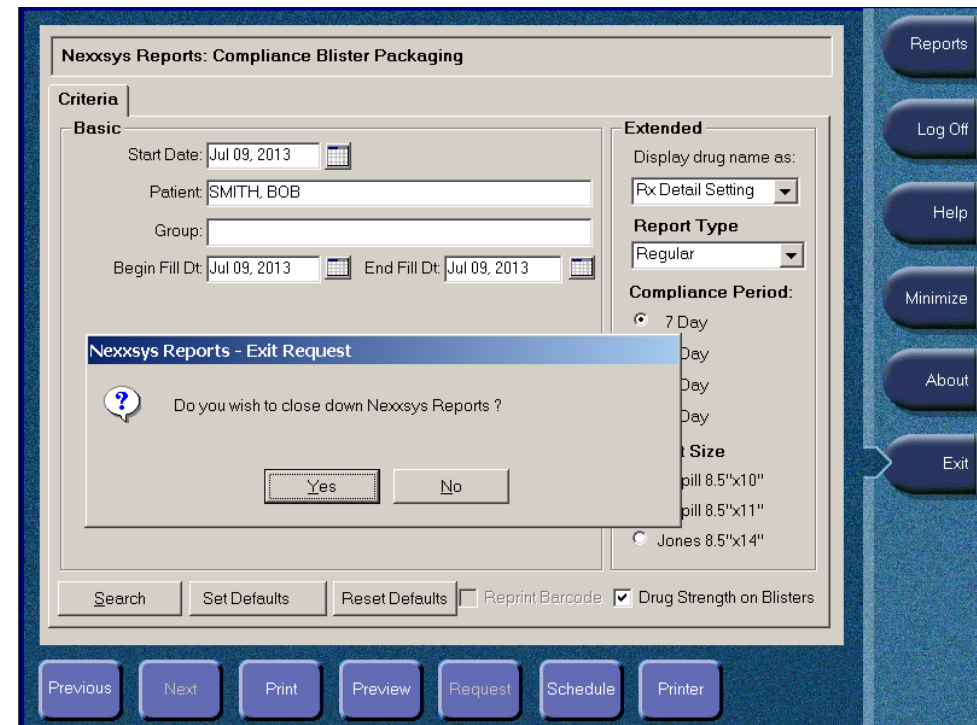 Nexxsys Reports: Compliance Blister Packaging
Criteria
Basic
Start Date: Jul 09, 2013
Patient: SMITH, BOB
Group:
Begin Fill Dt: Jul 09, 2013 End Fill Dt: Jul 09, 2013
Extended
Display drug name as:
Rx Detail Setting
Report Type
Regular
Compliance Period:
7 Day
Day
Day
Day
Size
pill 8.5"x10"
pill 8.5"x11"
Jones 8.5"x14"
Nexxsys Reports - Exit Request
Do you wish to close down Nexxsys Reports ?
Yes No
Search Set Defaults Reset Defaults Reprint Barcode Drug Strength on Blisters
Previous Next Print Preview Request Schedule Printer
Reports
Log Off
Help
Minimize
About
Exit